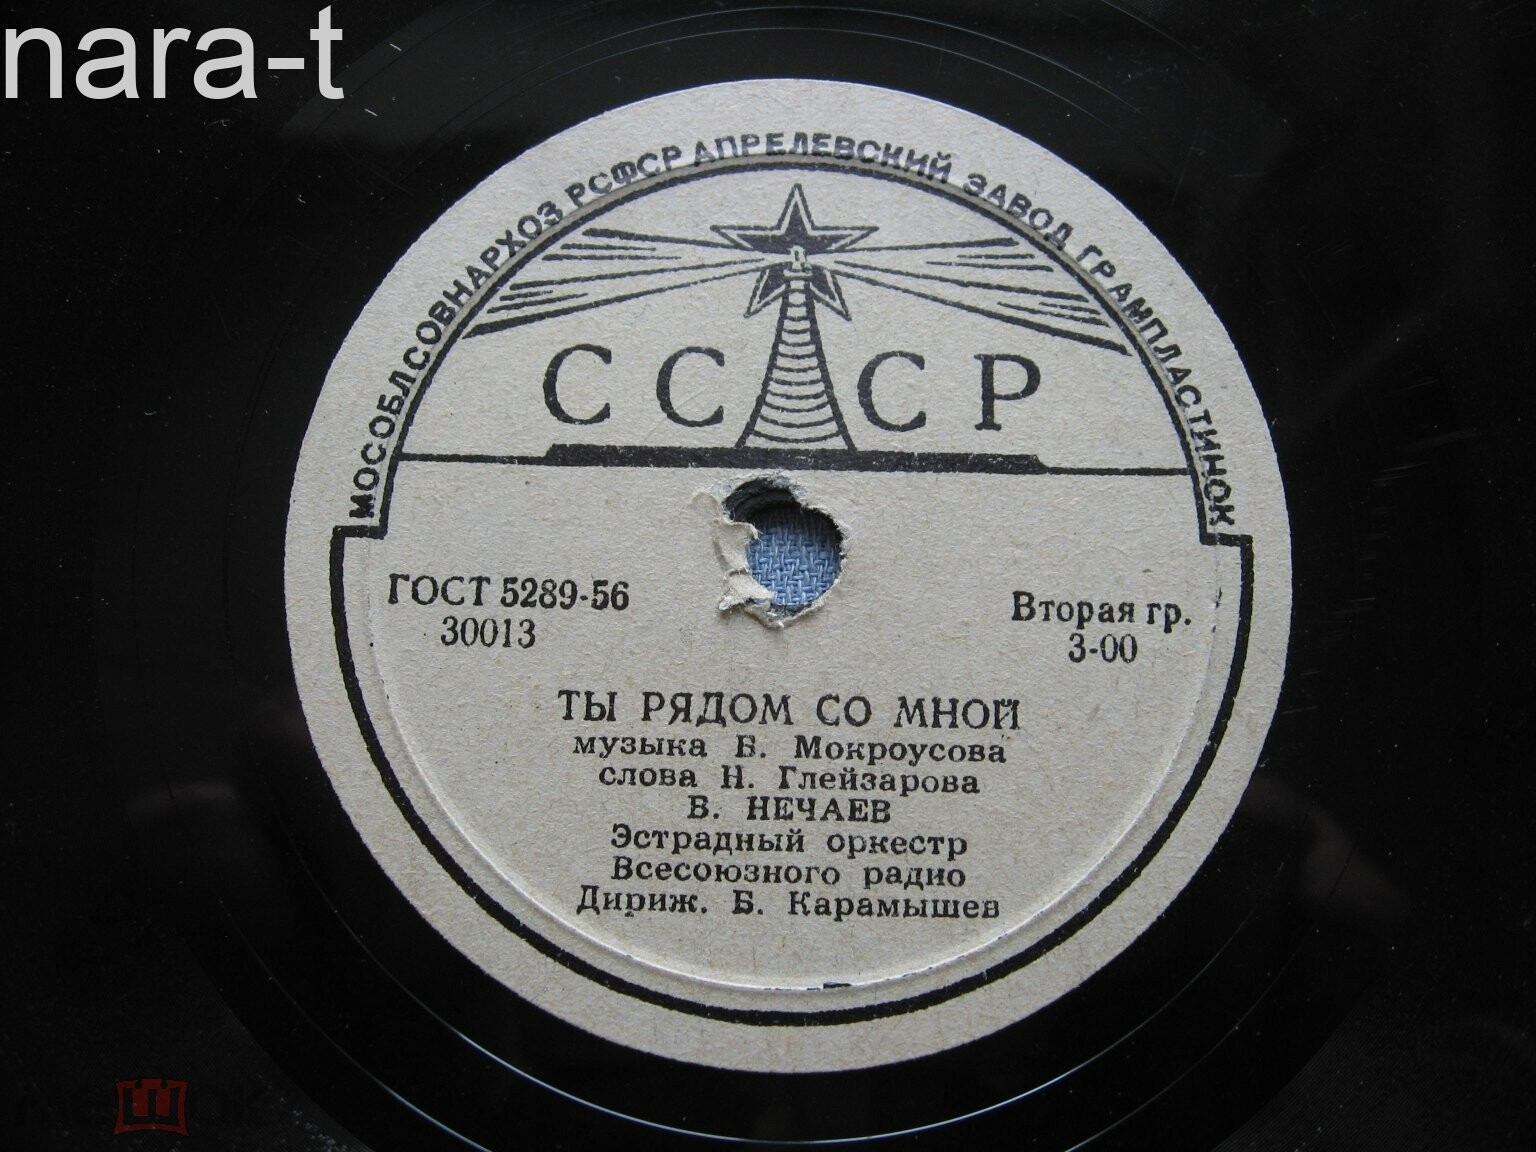 nara-t
МОСОБЛСОВНАРХОЗ РСФСР АПРЕЛЕВСКИЙ ЗАВОД ГРАМПЛАСТИНОК
СССР
ГОСТ 5289-56
30013
Вторая гр.
3-00
ТЫ РЯДОМ СО МНОЙ
музыка Б. Мокроусова
слова Н. Глейзарова
В. НЕЧАЕВ
Эстрадный оркестр
Всесоюзного радио
Дириж. Б. Карамышев